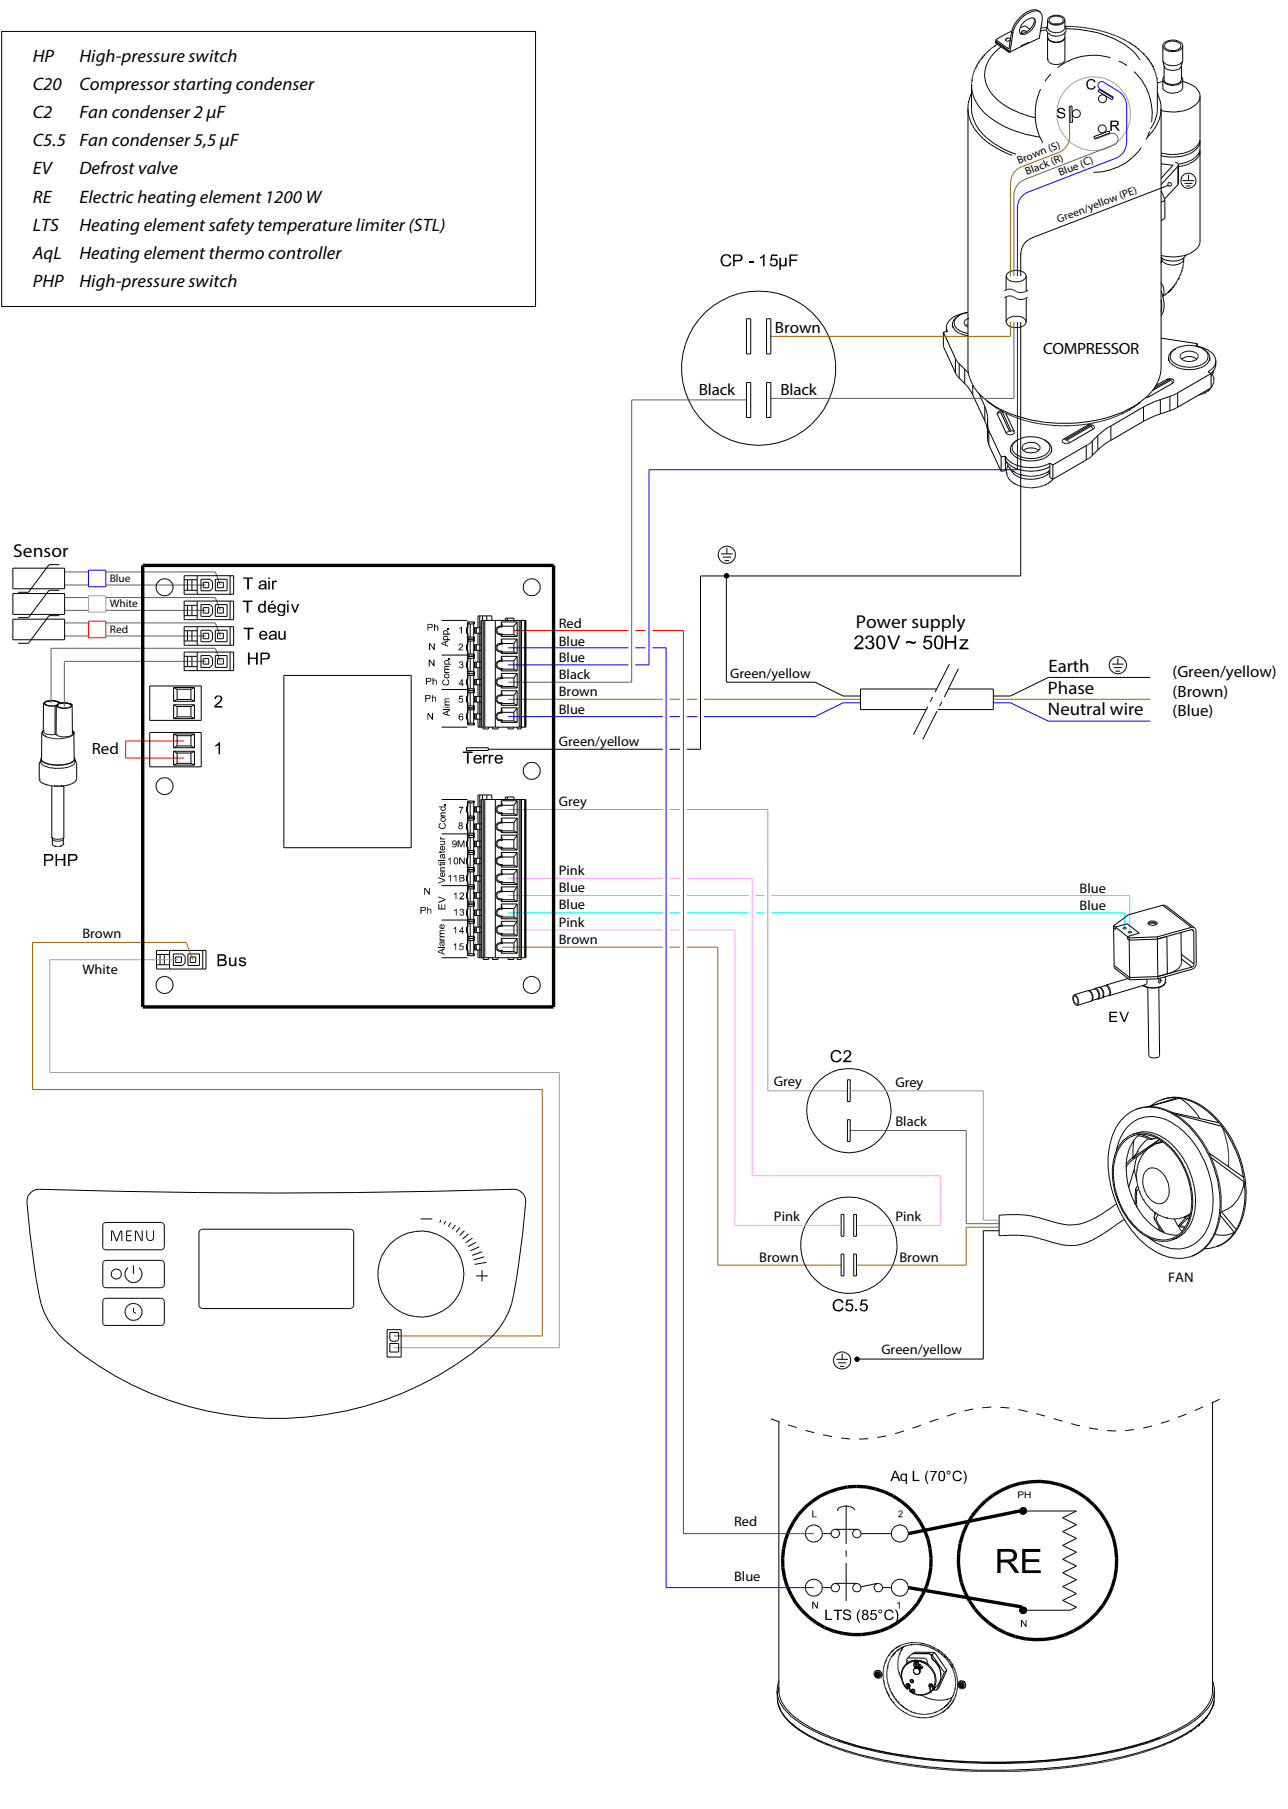 HP High-pressure switch
C20 Compressor starting condenser
C2 Fan condenser 2 µF
C5.5 Fan condenser 5,5 µF
EV Defrost valve
RE Electric heating element 1200 W
LTS Heating element safety temperature limiter (STL)
AqL Heating element thermo controller
PHP High-pressure switch
C
S
R
Brown (S)
Black (R)
Blue (C)
Green/yellow (PE)
COMPRESSOR
CP - 15µF
Brown
Black
Black
Sensor
Blue
White
Red
T air
T dégiv
T eau
HP
2
1
Red
PHP
Ph
N
N
Ph
Ph
N
App.
Comp.
Alim
1
2
3
4
5
6
Red
Blue
Blue
Black
Brown
Blue
Terre
Green/yellow
Green/yellow
Power supply
230V ~ 50Hz
Earth (Green/yellow)
Phase (Brown)
Neutral wire (Blue)
Cond.
Ventilateur
N
Ph
EV
Alarme
7
8
9M
10N
11B
12
13
14
15
Grey
Pink
Blue
Blue
Pink
Brown
Blue
Blue
EV
Brown
White
Bus
C2
Grey
Grey
Black
Pink
Pink
Brown
Brown
C5.5
Green/yellow
FAN
MENU
Aq L (70°C)
Red
Blue
L
2
N
1
LTS (85°C)
PH
RE
N